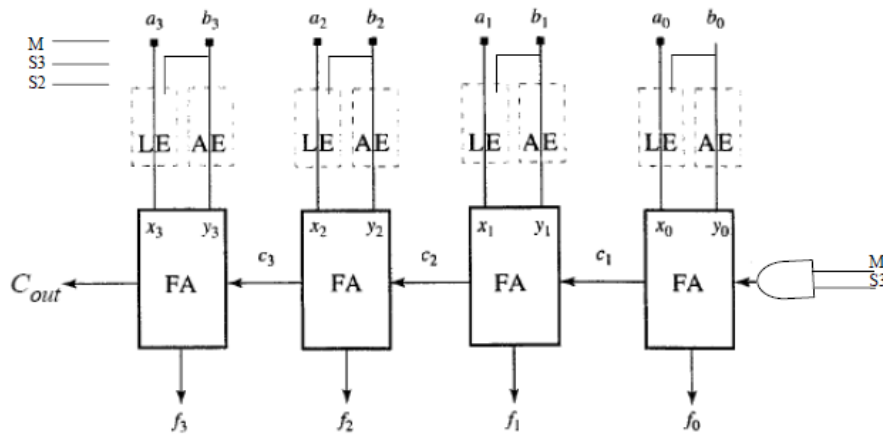 a3 b3 a2 b2 a1 b1 a0 b0
M
S3
S2
LE AE LE AE LE AE LE AE
x3 y3 x2 y2 x1 y1 x0 y0
c3 c2 c1 M
Cout FA FA FA FA S3
f3 f2 f1 f0